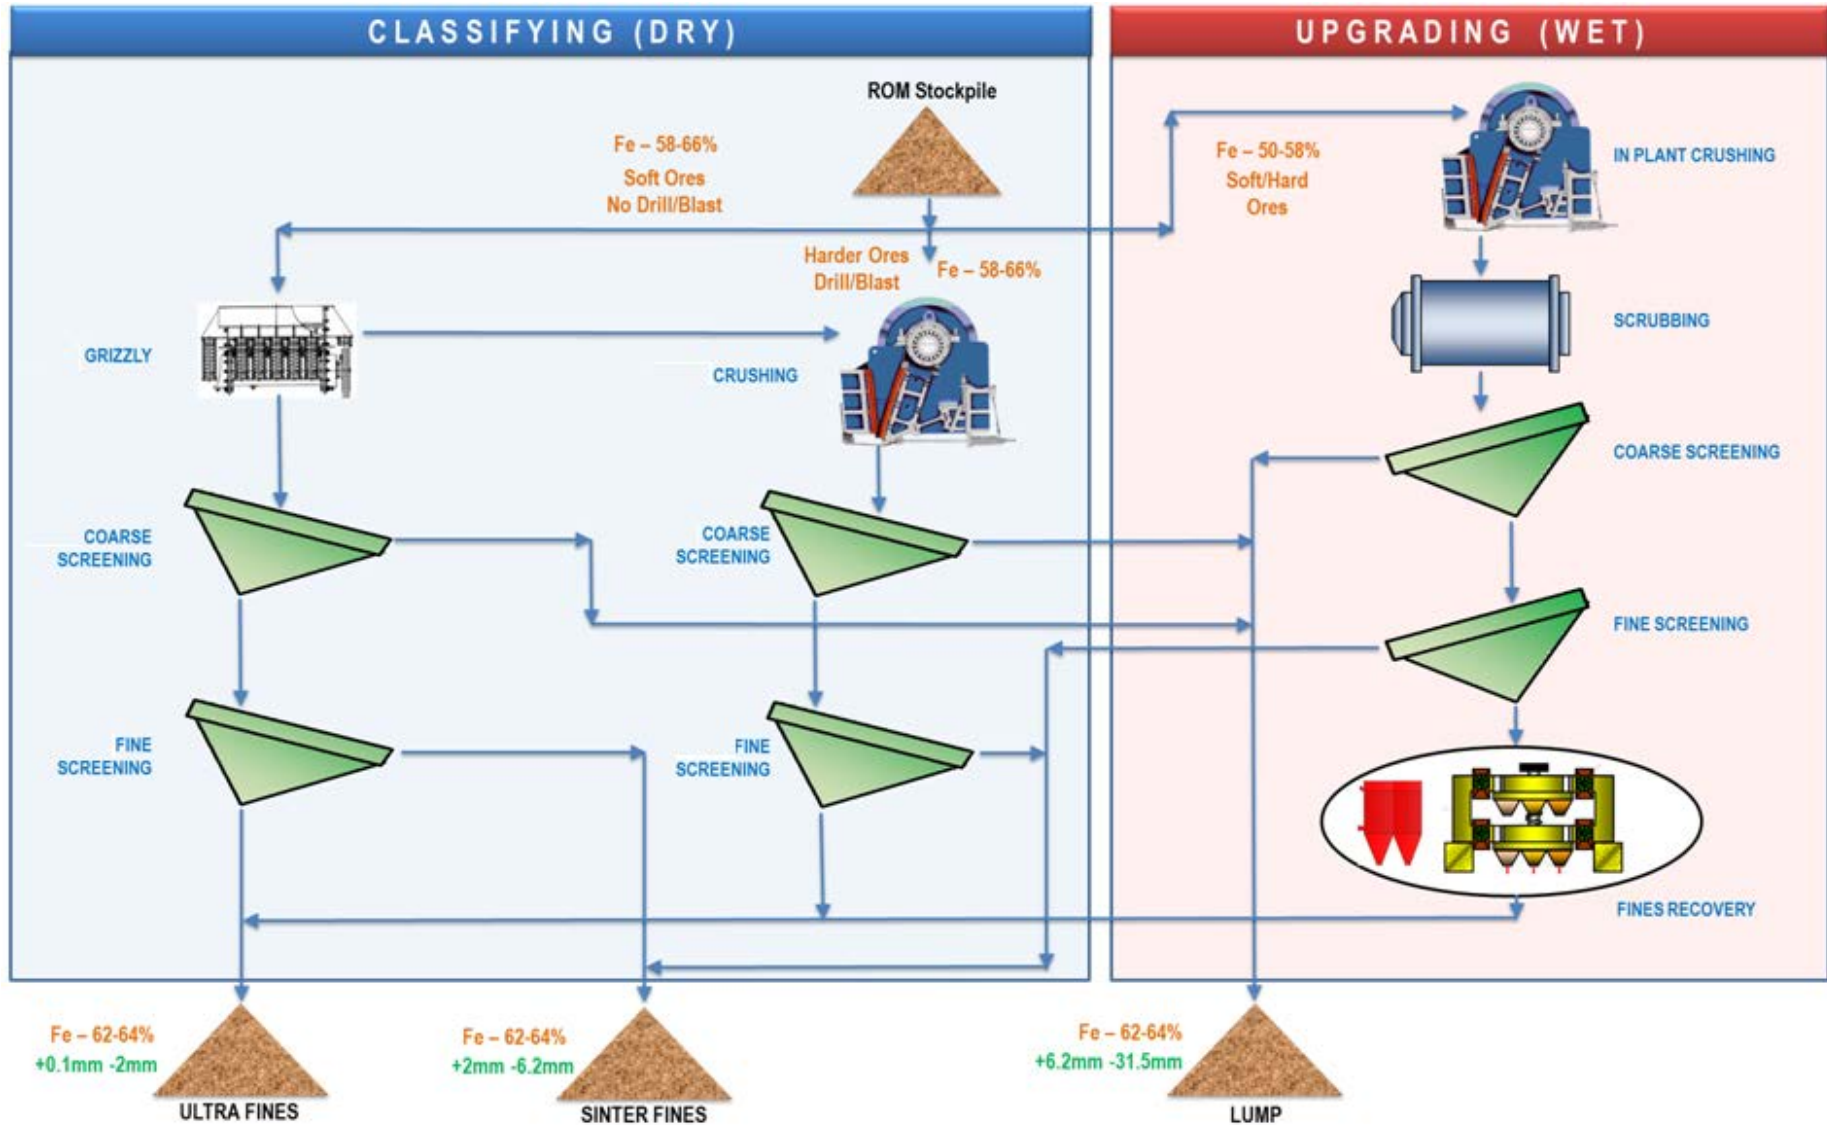 CLASSIFYING (DRY)
UPGRADING (WET)
ROM Stockpile
Fe – 58-66%
Soft Ores
No Drill/Blast
Fe – 50-58%
Soft/Hard
Ores
IN PLANT CRUSHING
Harder Ores
Drill/Blast
Fe – 58-66%
SCRUBBING
GRIZZLY
CRUSHING
COARSE SCREENING
COARSE
SCREENING
COARSE
SCREENING
FINE SCREENING
FINE
SCREENING
FINE
SCREENING
FINES RECOVERY
Fe – 62-64%
+0.1mm -2mm
ULTRA FINES
Fe – 62-64%
+2mm -6.2mm
SINTER FINES
Fe – 62-64%
+6.2mm -31.5mm
LUMP